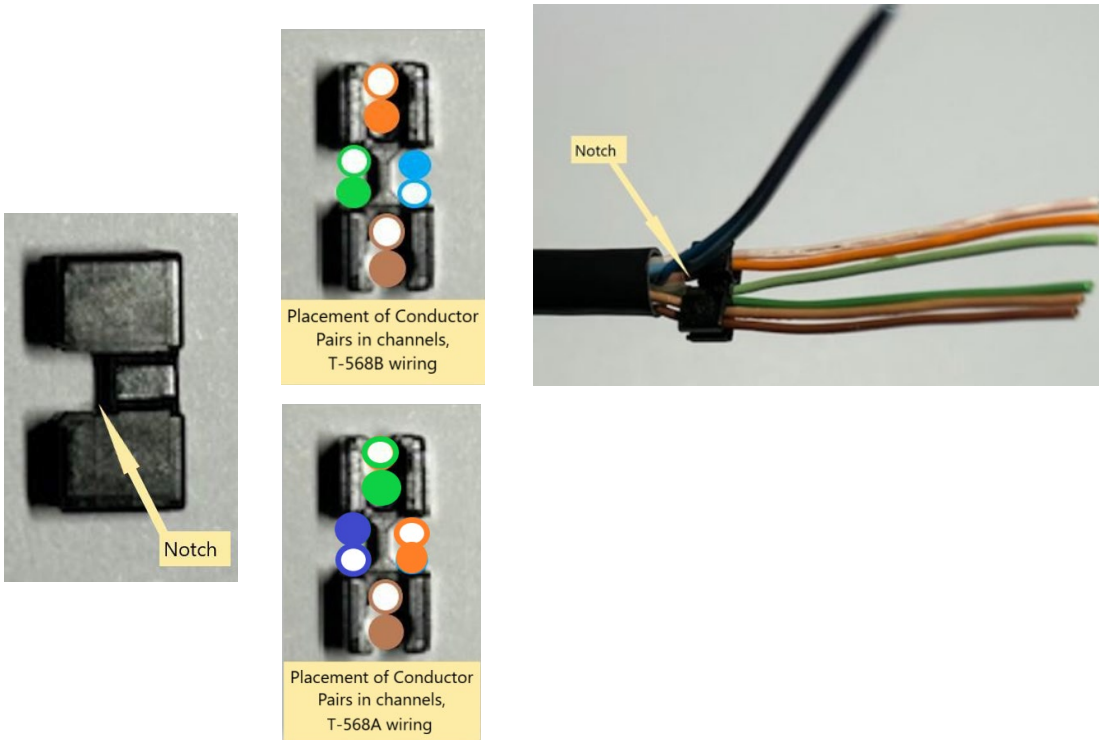 Notch
Placement of Conductor
Pairs in channels,
T-568B wiring
Notch
Placement of Conductor
Pairs in channels,
T-568A wiring